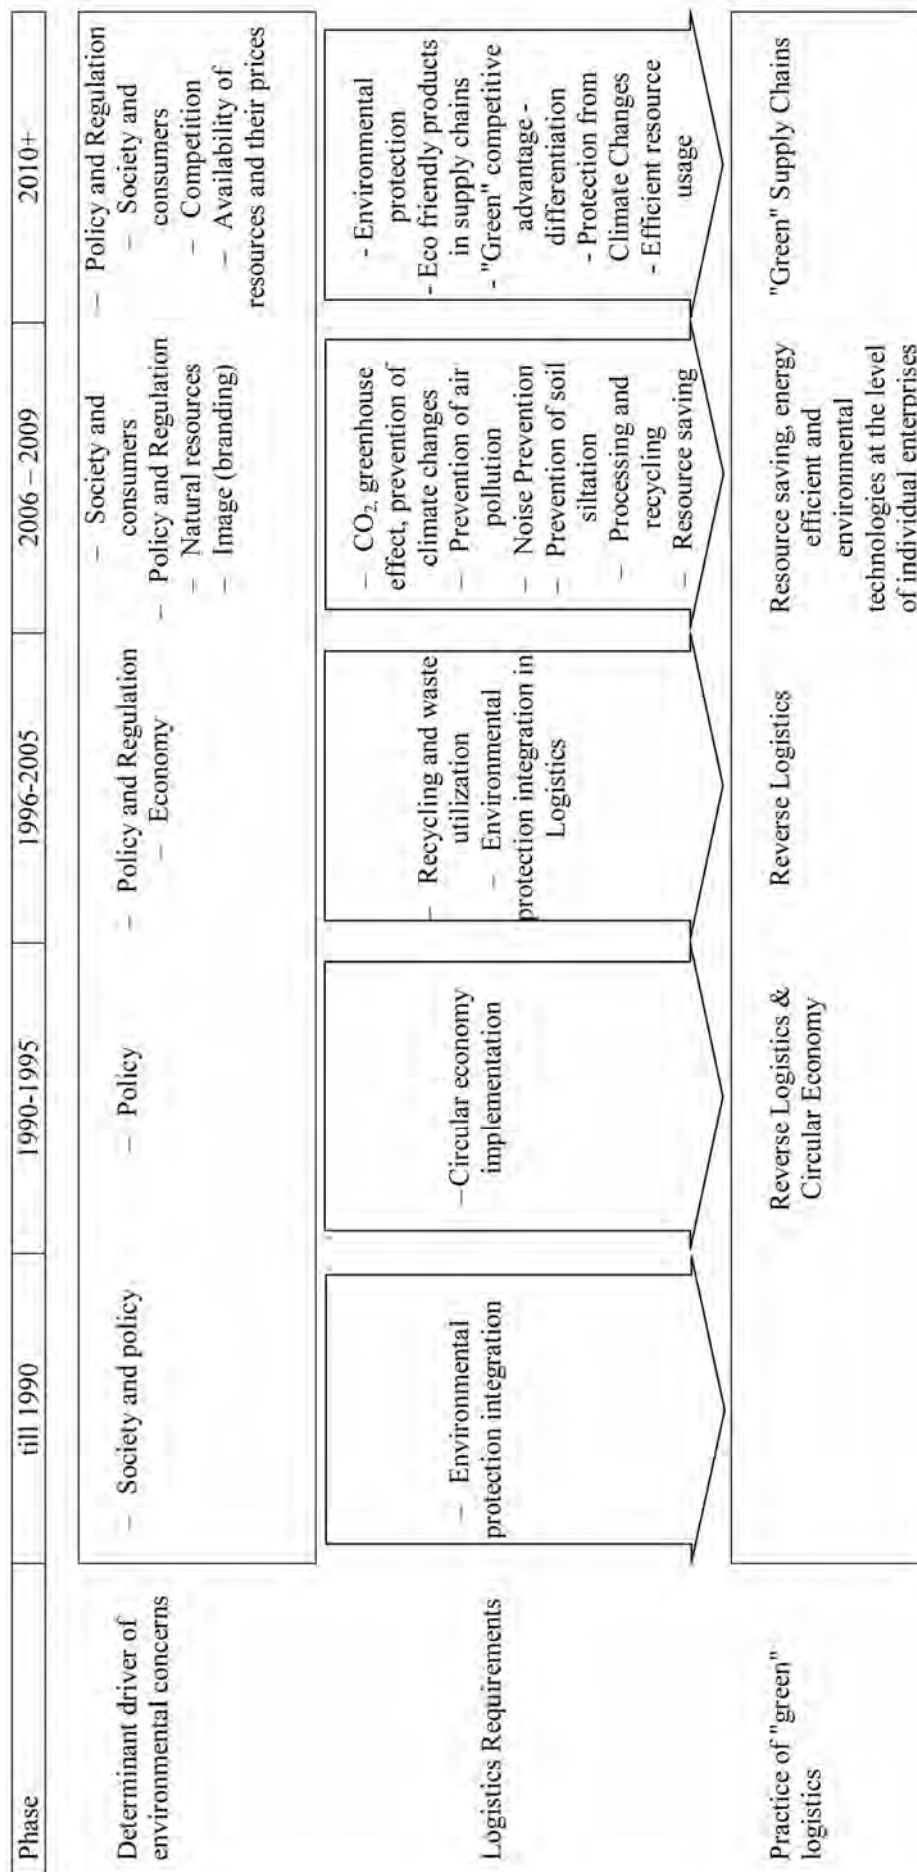 Phase
till 1990
1990-1995
1996-2005
2006 – 2009
2010+
Determinant driver of
environmental concerns
– Society and policy
– Policy
– Policy and Regulation
– Economy
– Society and
consumers
– Policy and Regulation
– Natural resources
– Image (branding)
– Policy and Regulation
– Society and
consumers
– Competition
– Availability of
resources and their prices
Logistics Requirements
– Environmental
protection integration
–Circular economy
implementation
– Recycling and waste
utilization
– Environmental
protection integration in
Logistics
– CO₂, greenhouse
effect, prevention of
climate changes
– Prevention of air
pollution
– Noise Prevention
– Prevention of soil
siltation
– Processing and
recycling
– Resource saving
- Environmental
protection
- Eco friendly products
in supply chains
- "Green" competitive
advantage -
differentiation
- Protection from
Climate Changes
- Efficient resource
usage
Practice of "green"
logistics
Reverse Logistics &
Circular Economy
Reverse Logistics
Resource saving, energy
efficient and
environmental
technologies at the level
of individual enterprises
"Green" Supply Chains